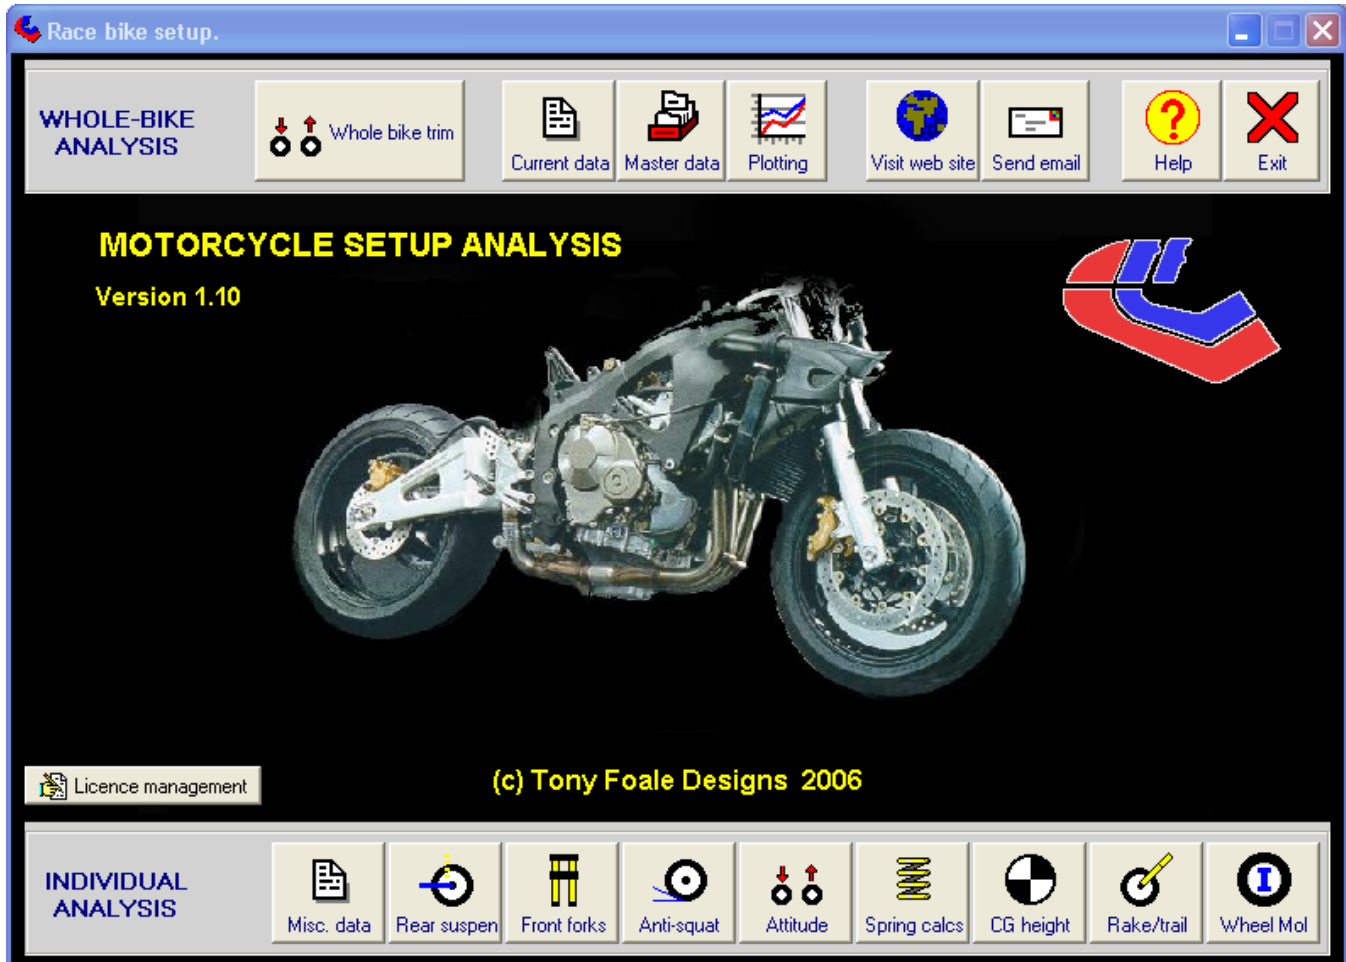 Race bike setup.
WHOLE-BIKE
ANALYSIS
Whole bike trim
Current data
Master data
Plotting
Visit web site
Send email
Help
Exit
MOTORCYCLE SETUP ANALYSIS
Version 1.10
Licence management
(c) Tony Foale Designs 2006
INDIVIDUAL
ANALYSIS
Misc. data
Rear suspen
Front forks
Anti-squat
Attitude
Spring calcs
CG height
Rake/trail
I
Wheel MoI